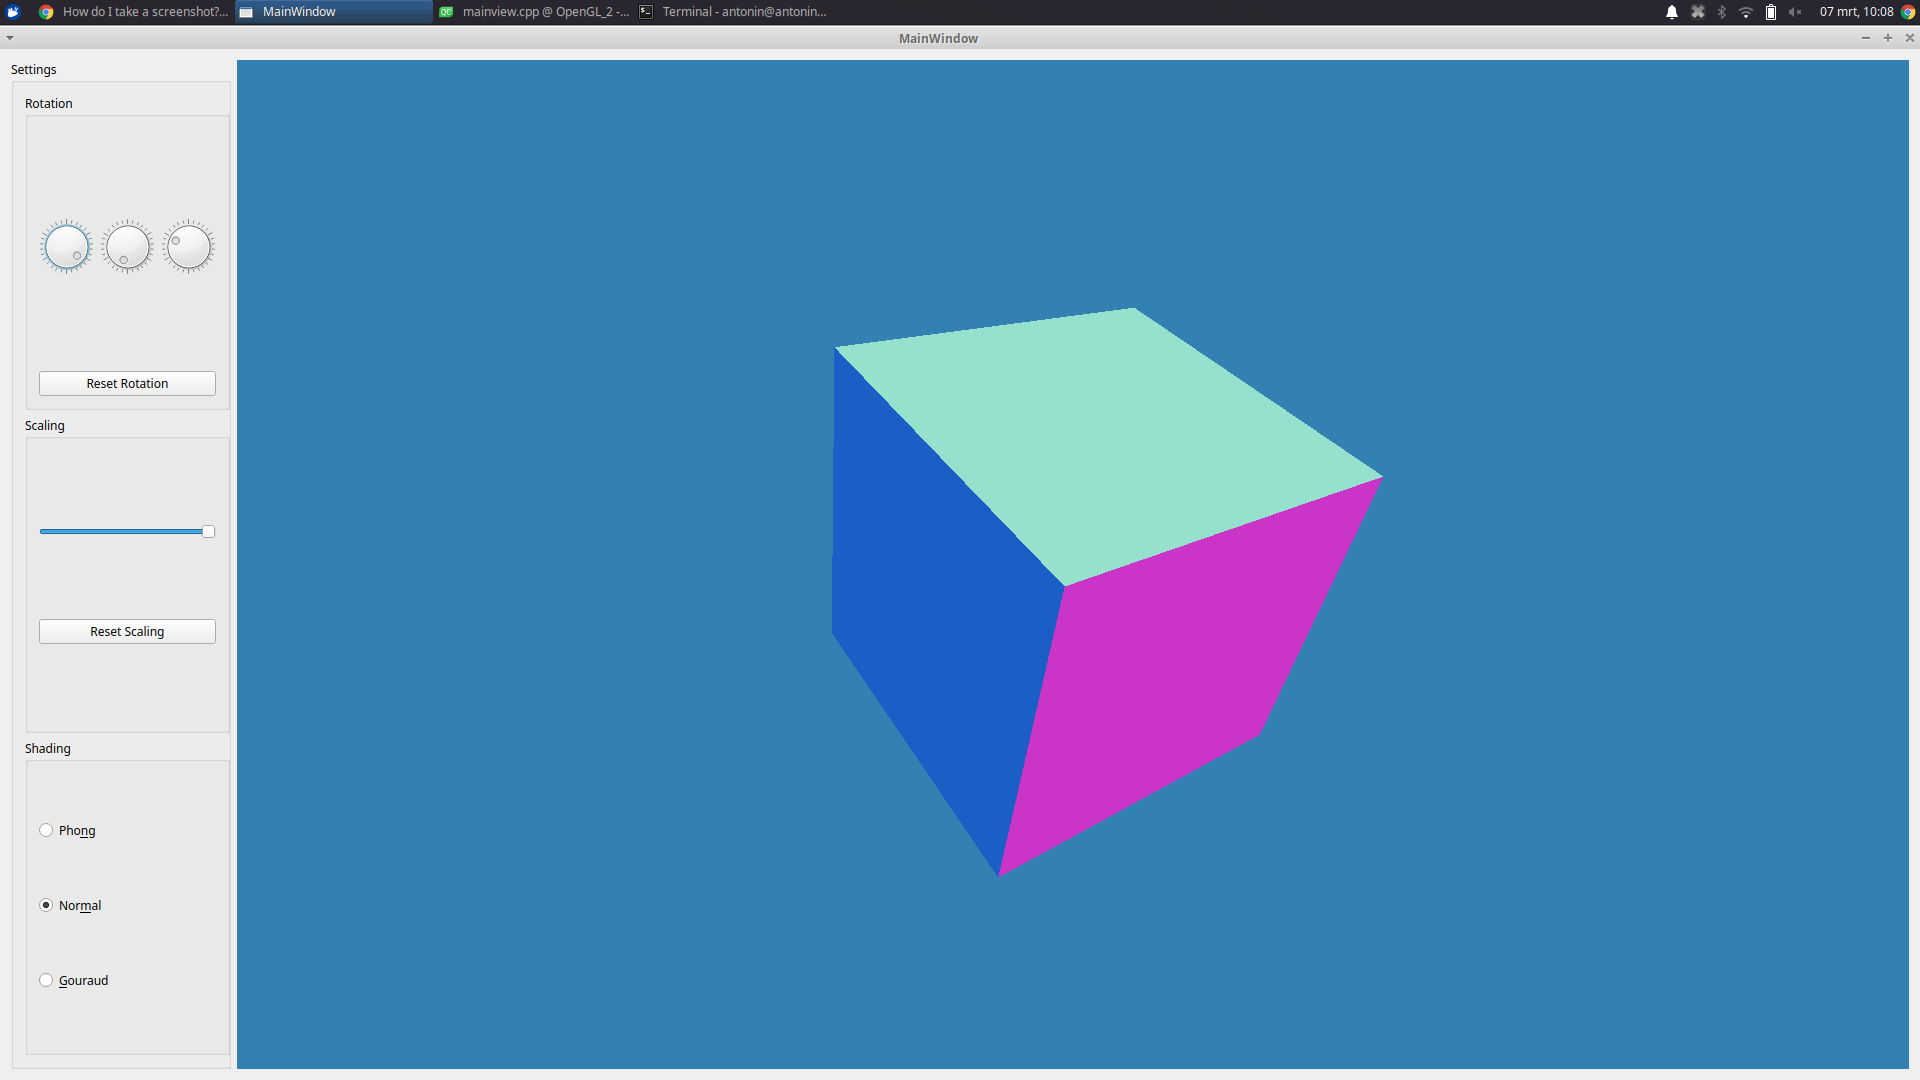 How do I take a screenshot?...
MainWindow
mainview.cpp @ OpenGL_2 -...
Terminal - antonin@antonin...
07 mrt, 10:08
MainWindow
Settings
Rotation
Reset Rotation
Scaling
Reset Scaling
Shading
Phong
Normal
Gouraud